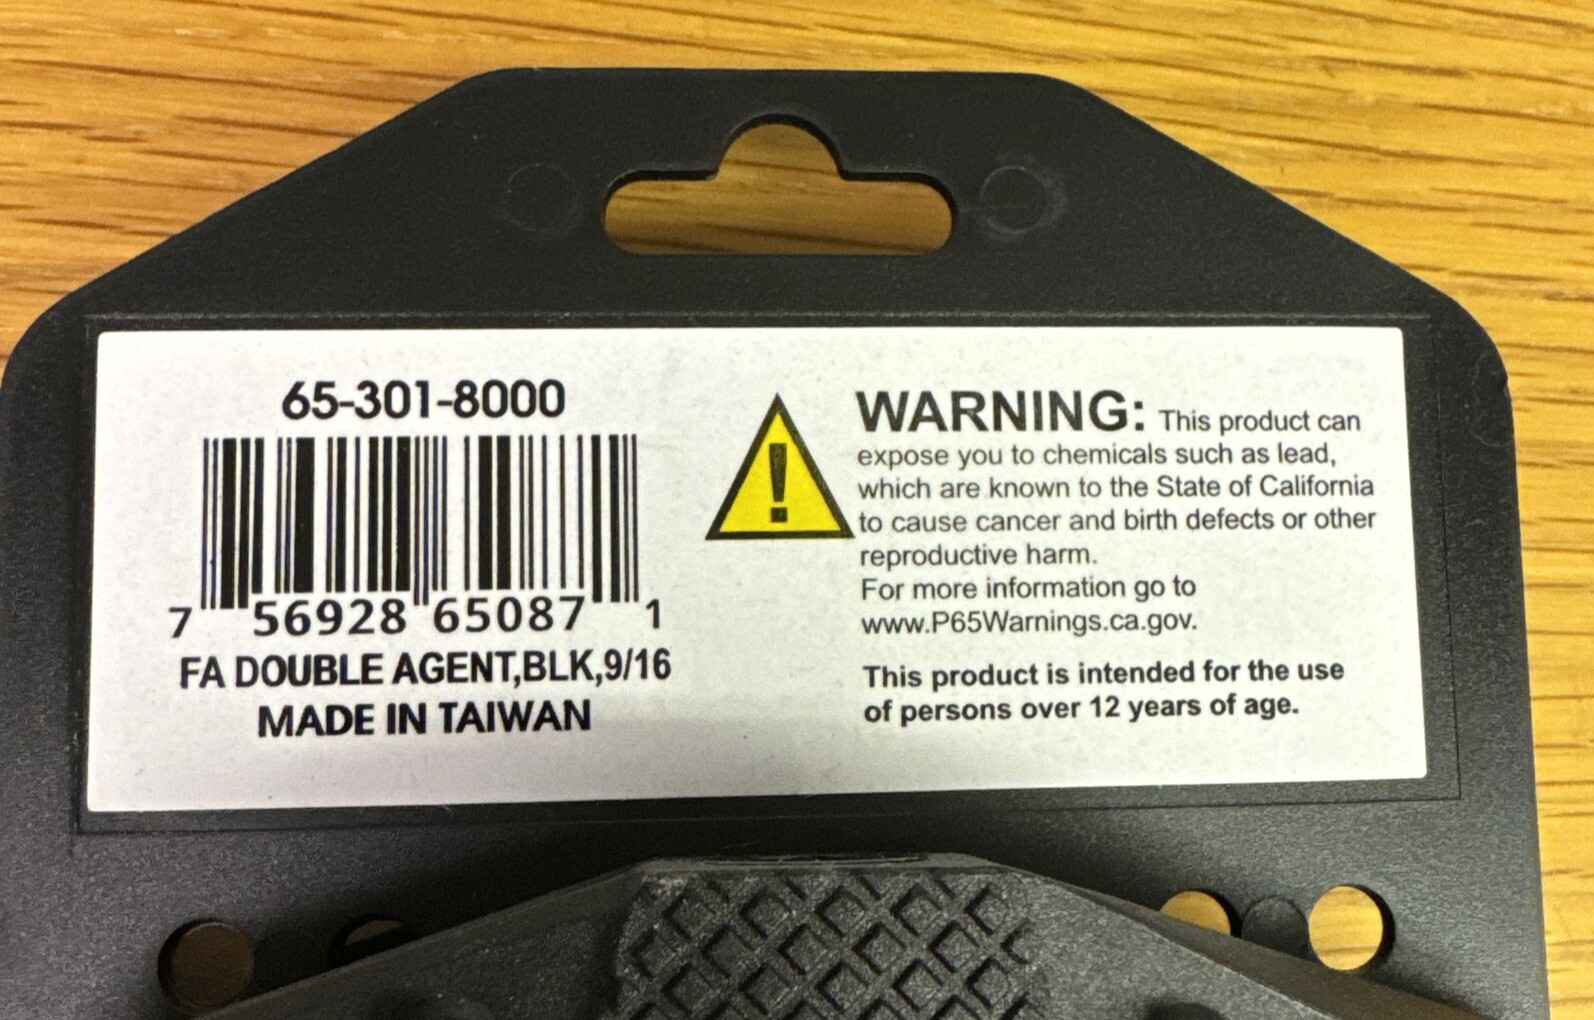 65-301-8000
7 56928 65087 1
FA DOUBLE AGENT,BLK,9/16
MADE IN TAIWAN
WARNING: This product can
expose you to chemicals such as lead,
which are known to the State of California
to cause cancer and birth defects or other
reproductive harm.
For more information go to
www.P65Warnings.ca.gov.
This product is intended for the use
of persons over 12 years of age.